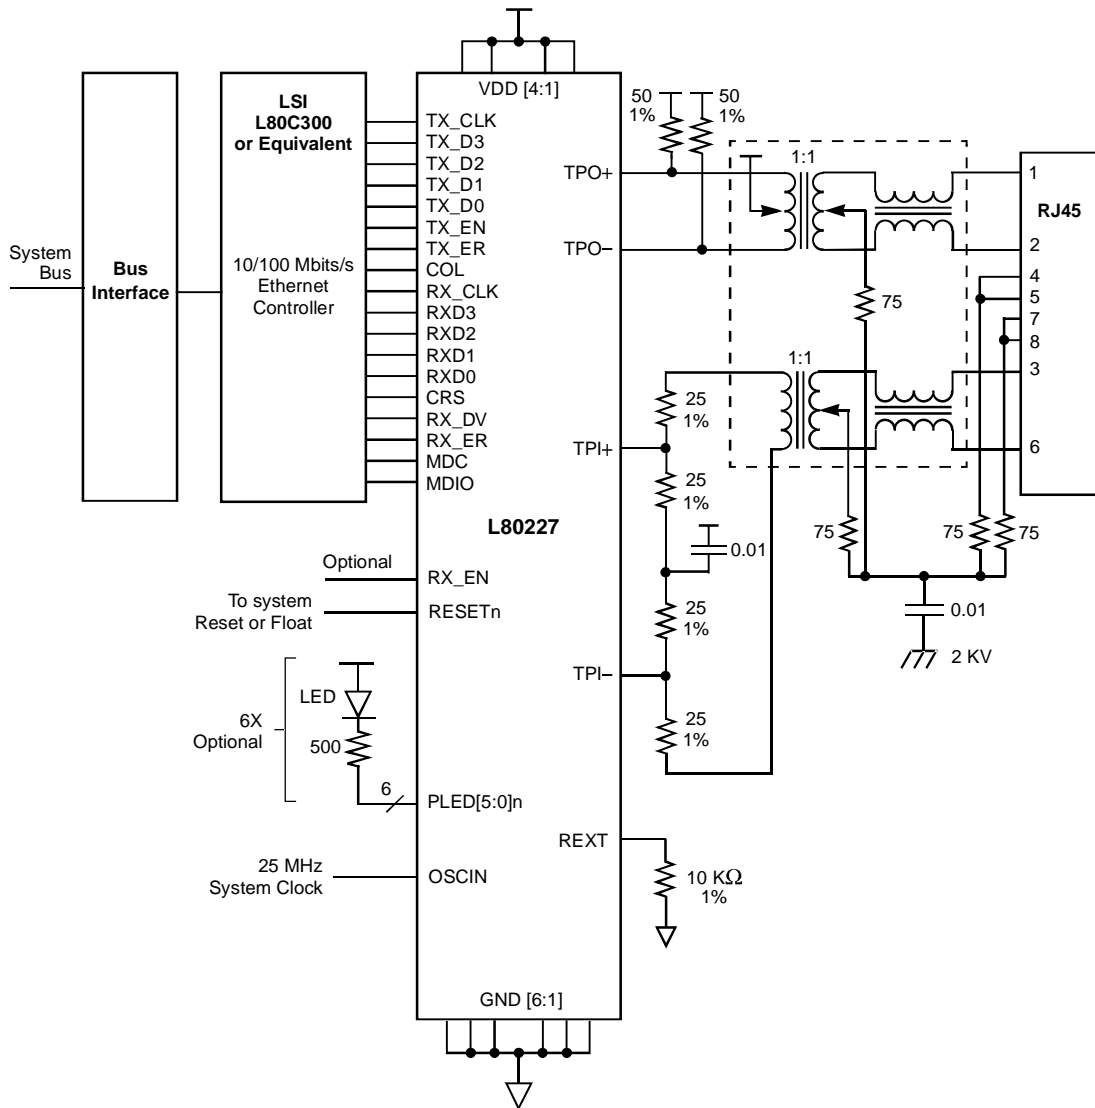 VDD [4:1]
LSI
L80C300
or Equivalent
10/100 Mbits/s
Ethernet
Controller
System
Bus
Bus
Interface
TX_CLK
TX_D3
TX_D2
TX_D1
TX_D0
TX_EN
TX_ER
COL
RX_CLK
RXD3
RXD2
RXD1
RXD0
CRS
RX_DV
RX_ER
MDC
MDIO
L80227
Optional
RX_EN
To system
Reset or Float
RESETn
LED
6X
Optional
500
6
PLED[5:0]n
25 MHz
System Clock
OSCIN
GND [6:1]
TPO+
TPO−
TPI+
TPI−
REXT
50
1%
50
1%
1:1
75
1:1
25
1%
25
1%
0.01
25
1%
25
1%
10 KΩ
1%
RJ45
1
2
4
5
7
8
3
6
75
75
75
0.01
2 KV